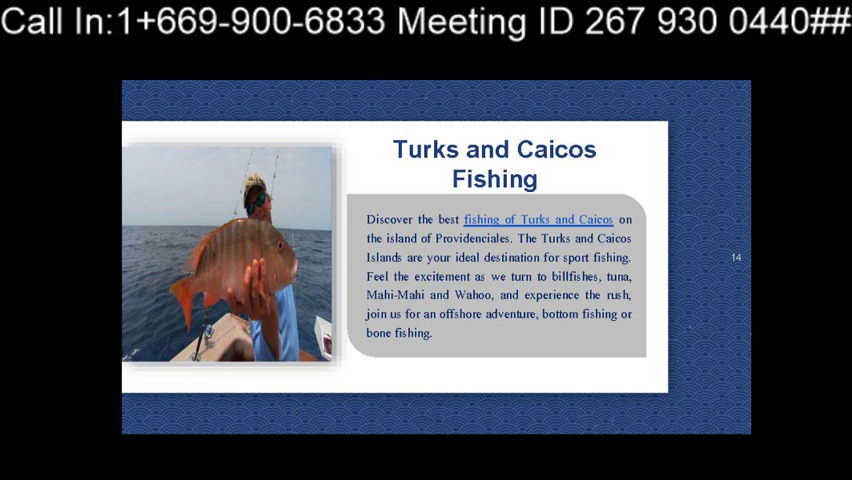 Call In:1+669-900-6833 Meeting ID 267 930 0440##
Turks and Caicos
Fishing
Discover the best fishing of Turks and Caicos on
the island of Providenciales. The Turks and Caicos
Islands are your ideal destination for sport fishing.
Feel the excitement as we turn to billfishes, tuna,
Mahi-Mahi and Wahoo, and experience the rush,
join us for an offshore adventure, bottom fishing or
bone fishing.
14